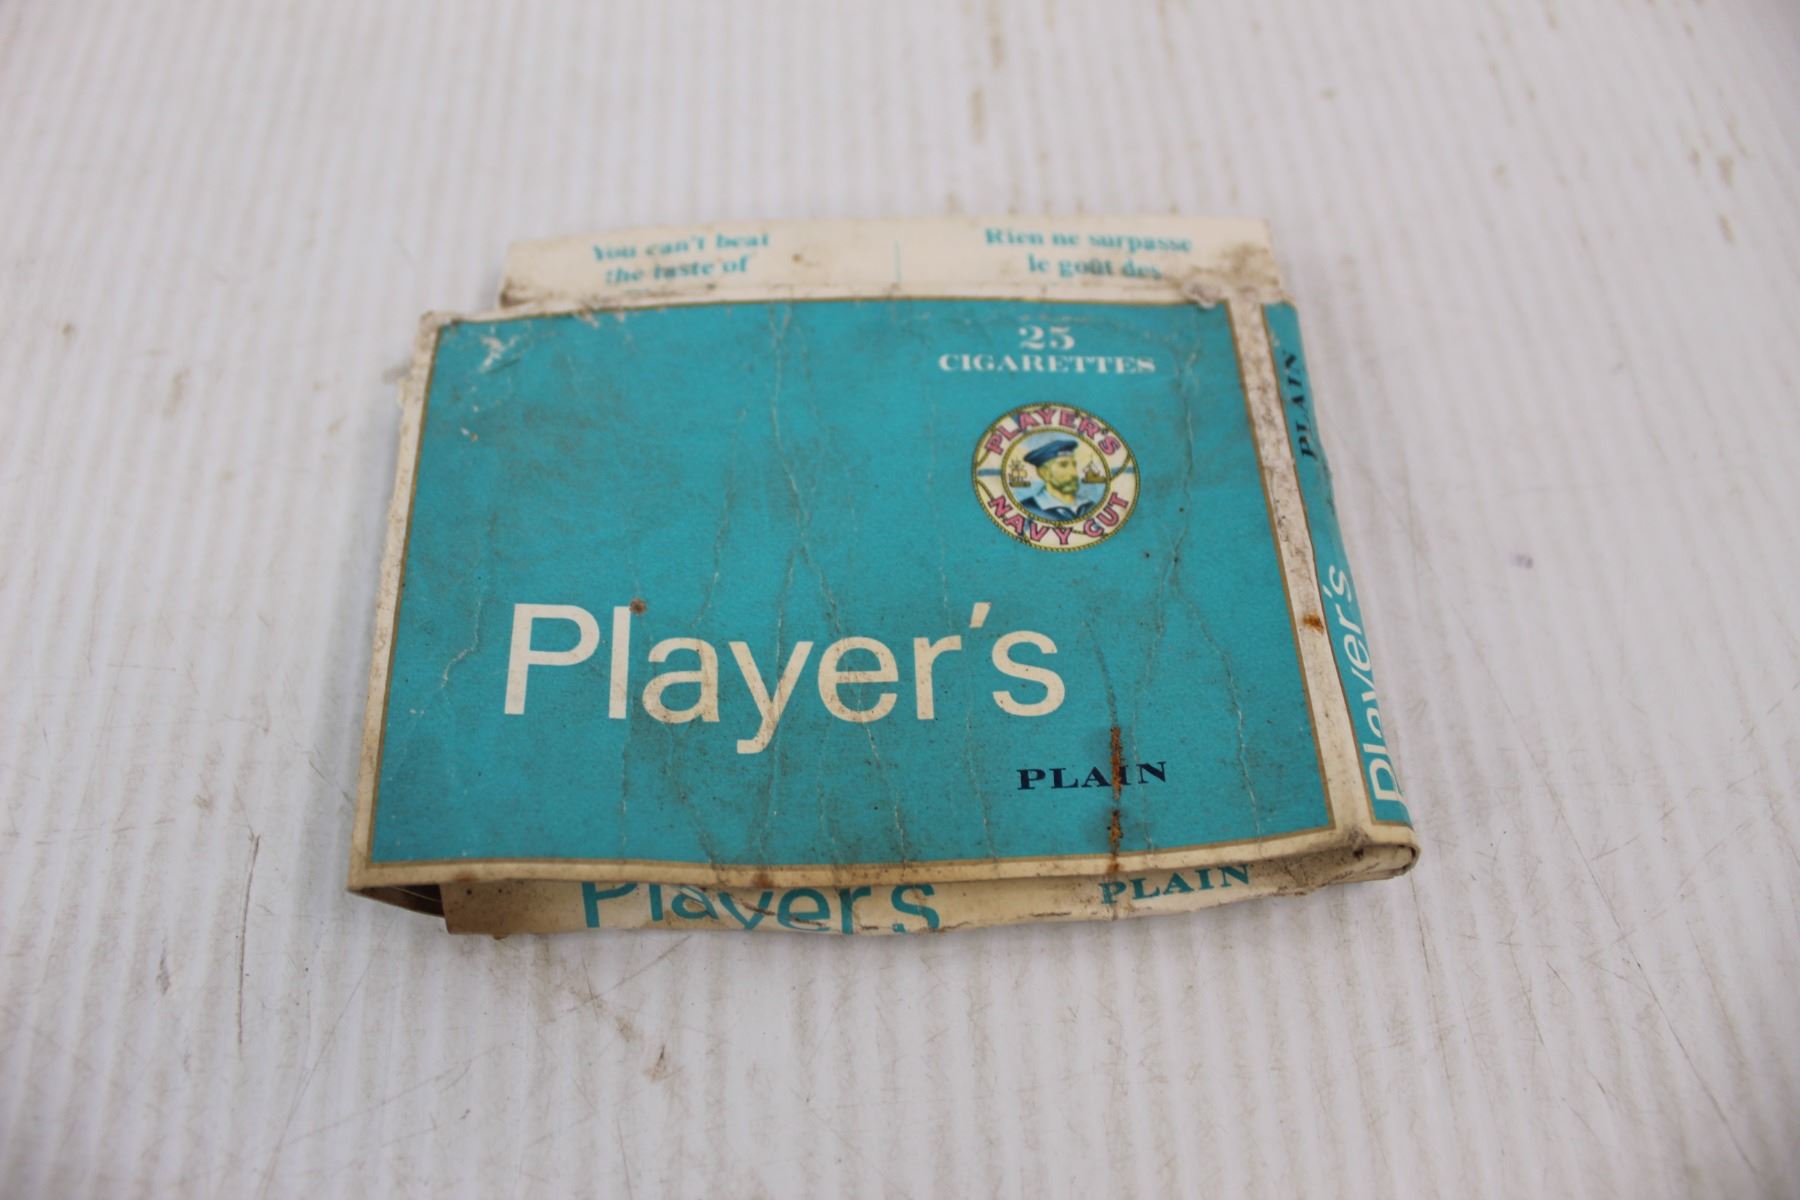 You can't beat
the taste of
Rien ne surpasse
le goût des
25
CIGARETTES
PLAYER'S
NAVY CUT
Player's
PLAIN
PLAIN
Player's
Player's
PLAIN